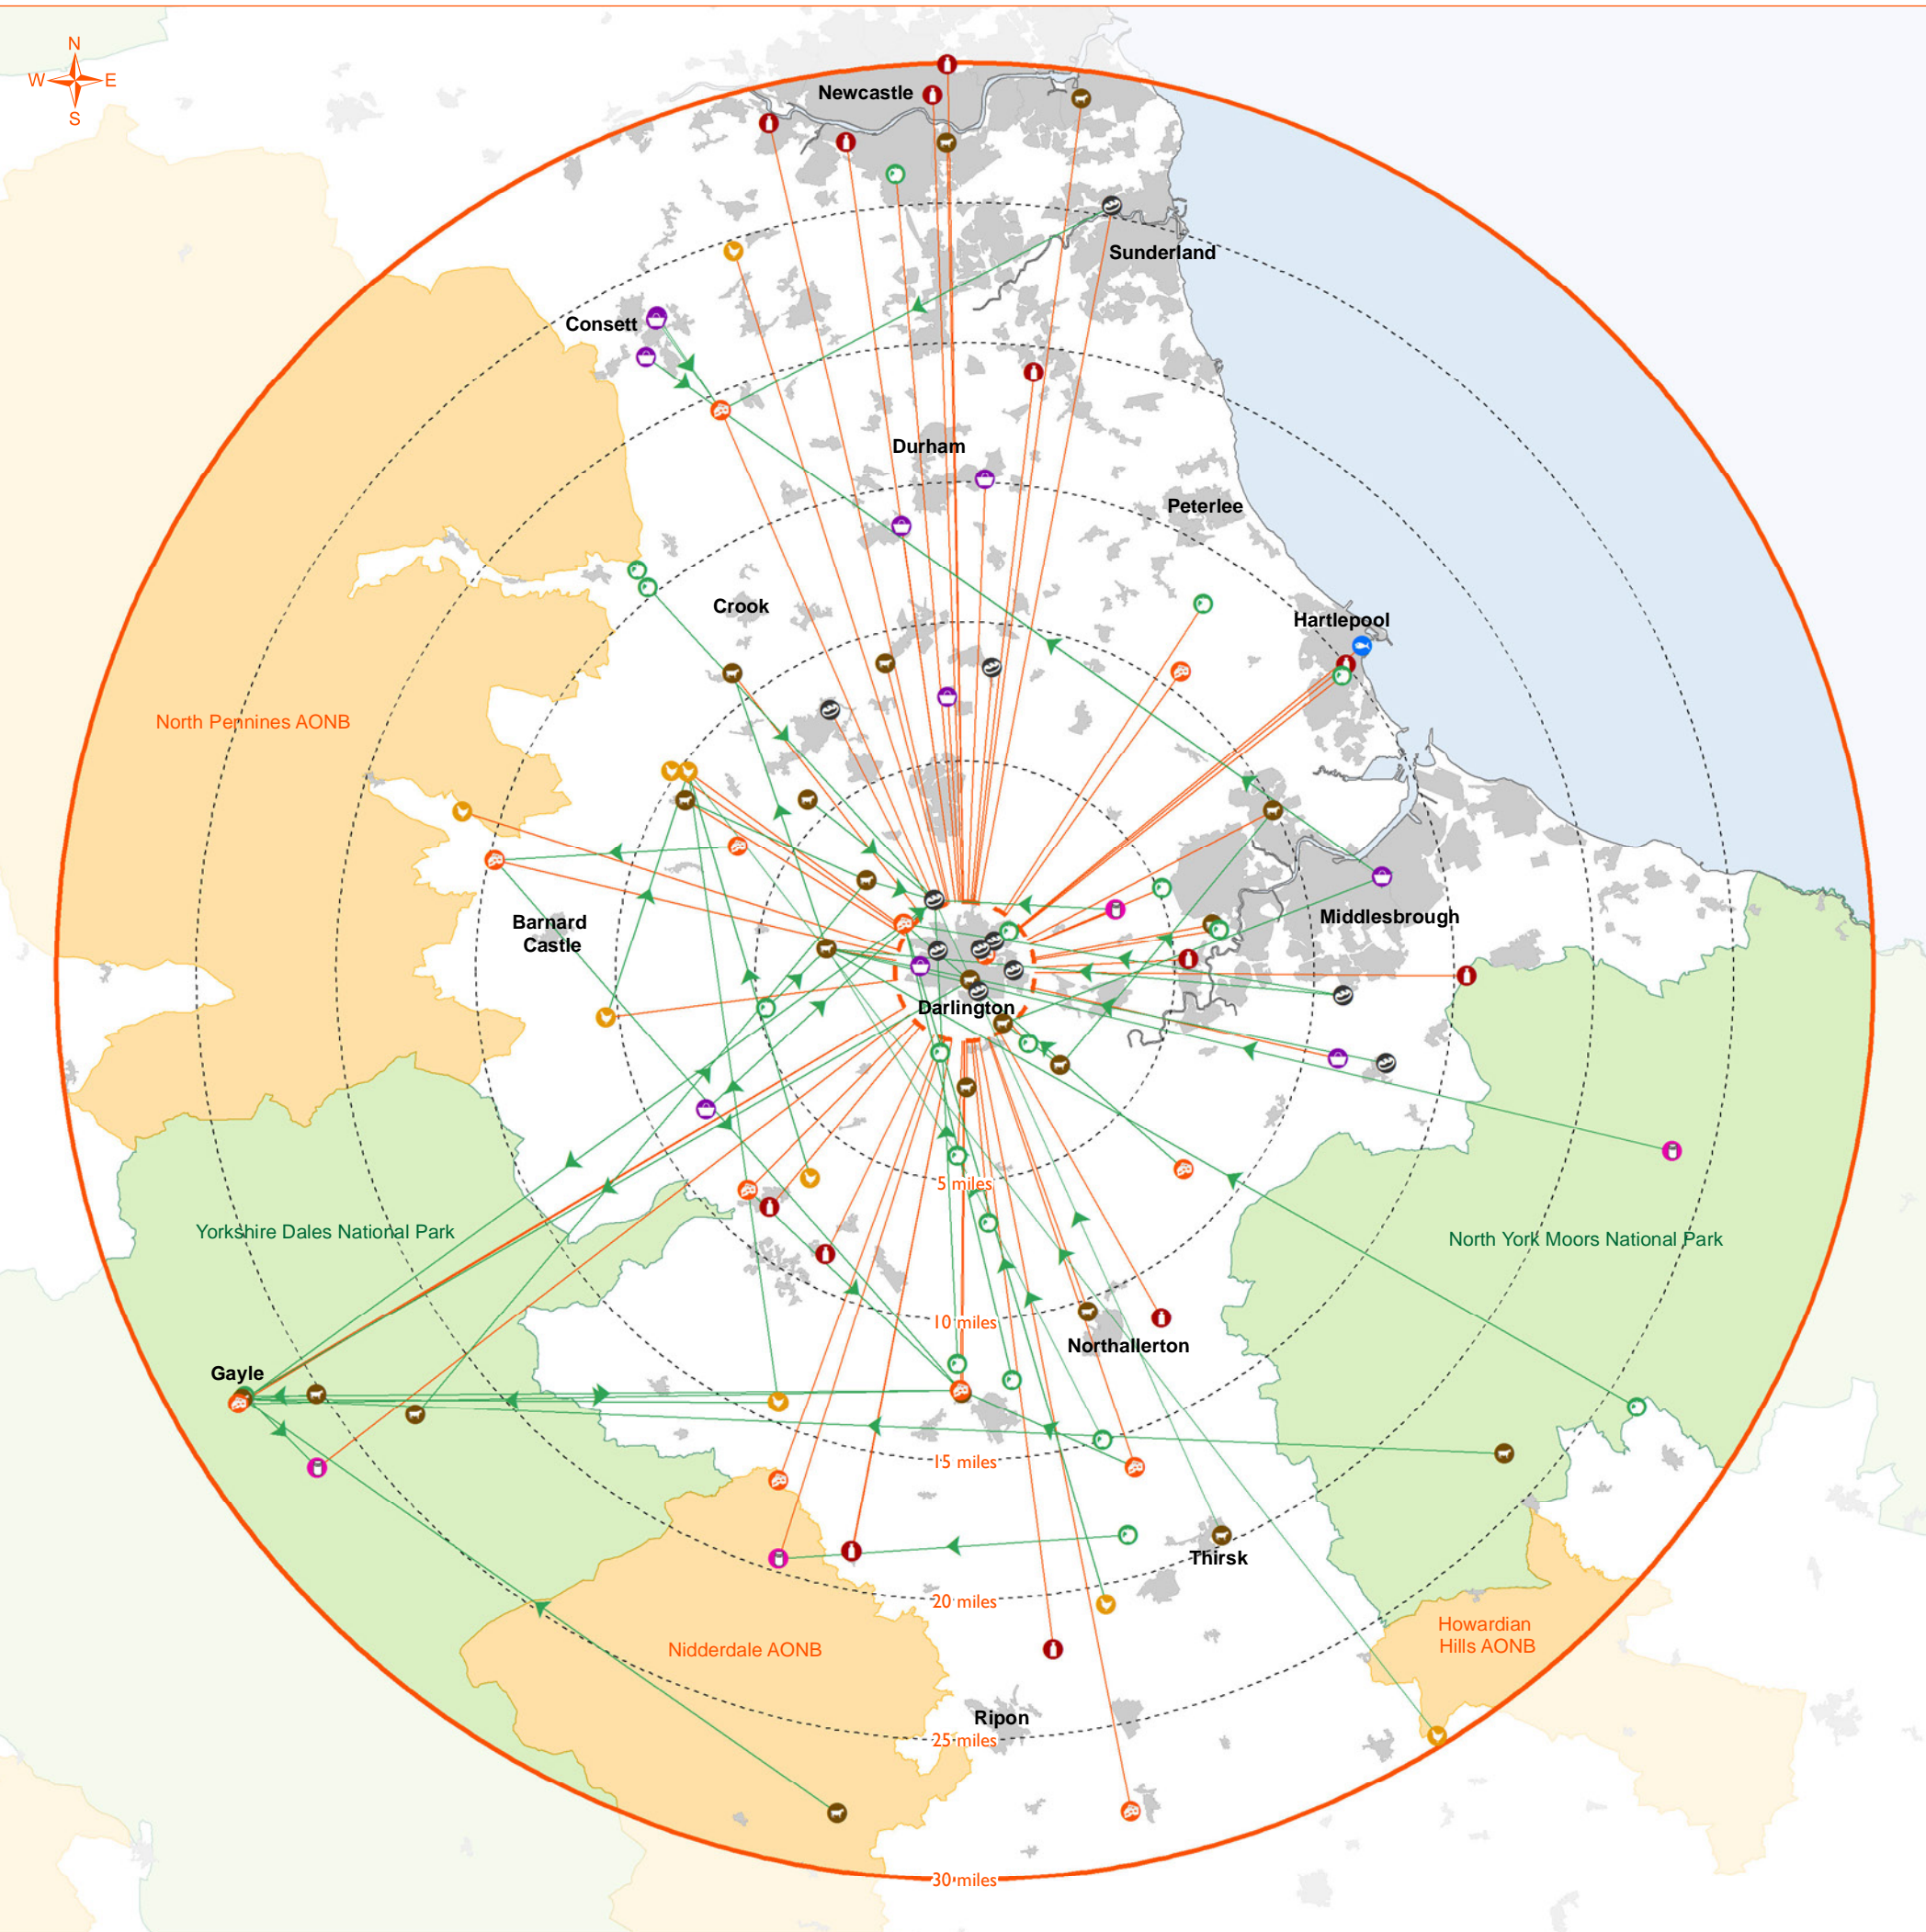 N
W E
S
Newcastle
Sunderland
Consett
Durham
Peterlee
Crook
Hartlepool
North Pennines AONB
Barnard
Castle
Middlesbrough
Darlington
5 miles
Yorkshire Dales National Park
North York Moors National Park
10 miles
Northallerton
Gayle
15 miles
Thirsk
20 miles
Howardian
Hills AONB
Nidderdale AONB
Ripon
25 miles
30 miles